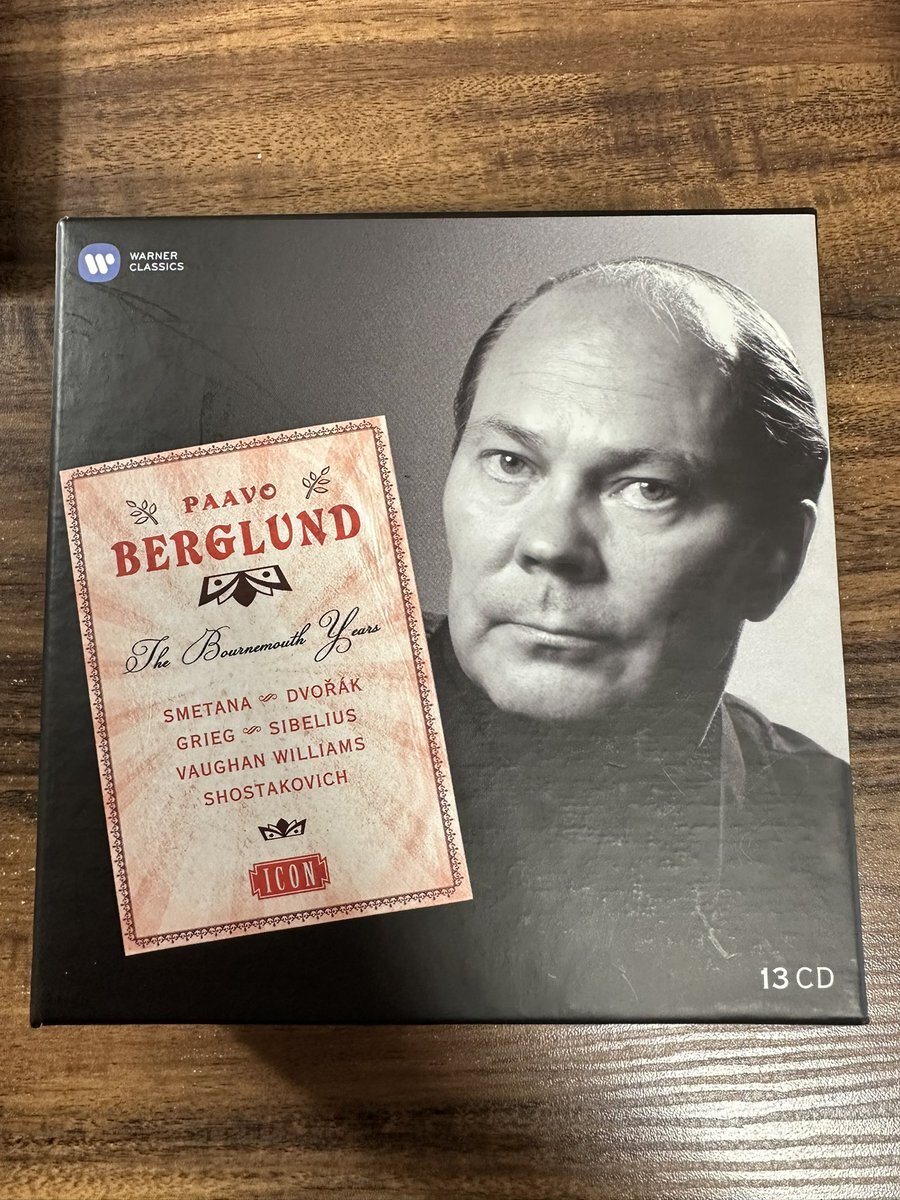 WARNER
CLASSICS
PAAVO
BERGLUND
The Bournemouth Years
SMETANA DVOŘÁK
GRIEG SIBELIUS
VAUGHAN WILLIAMS
SHOSTAKOVICH
ICON
13 CD